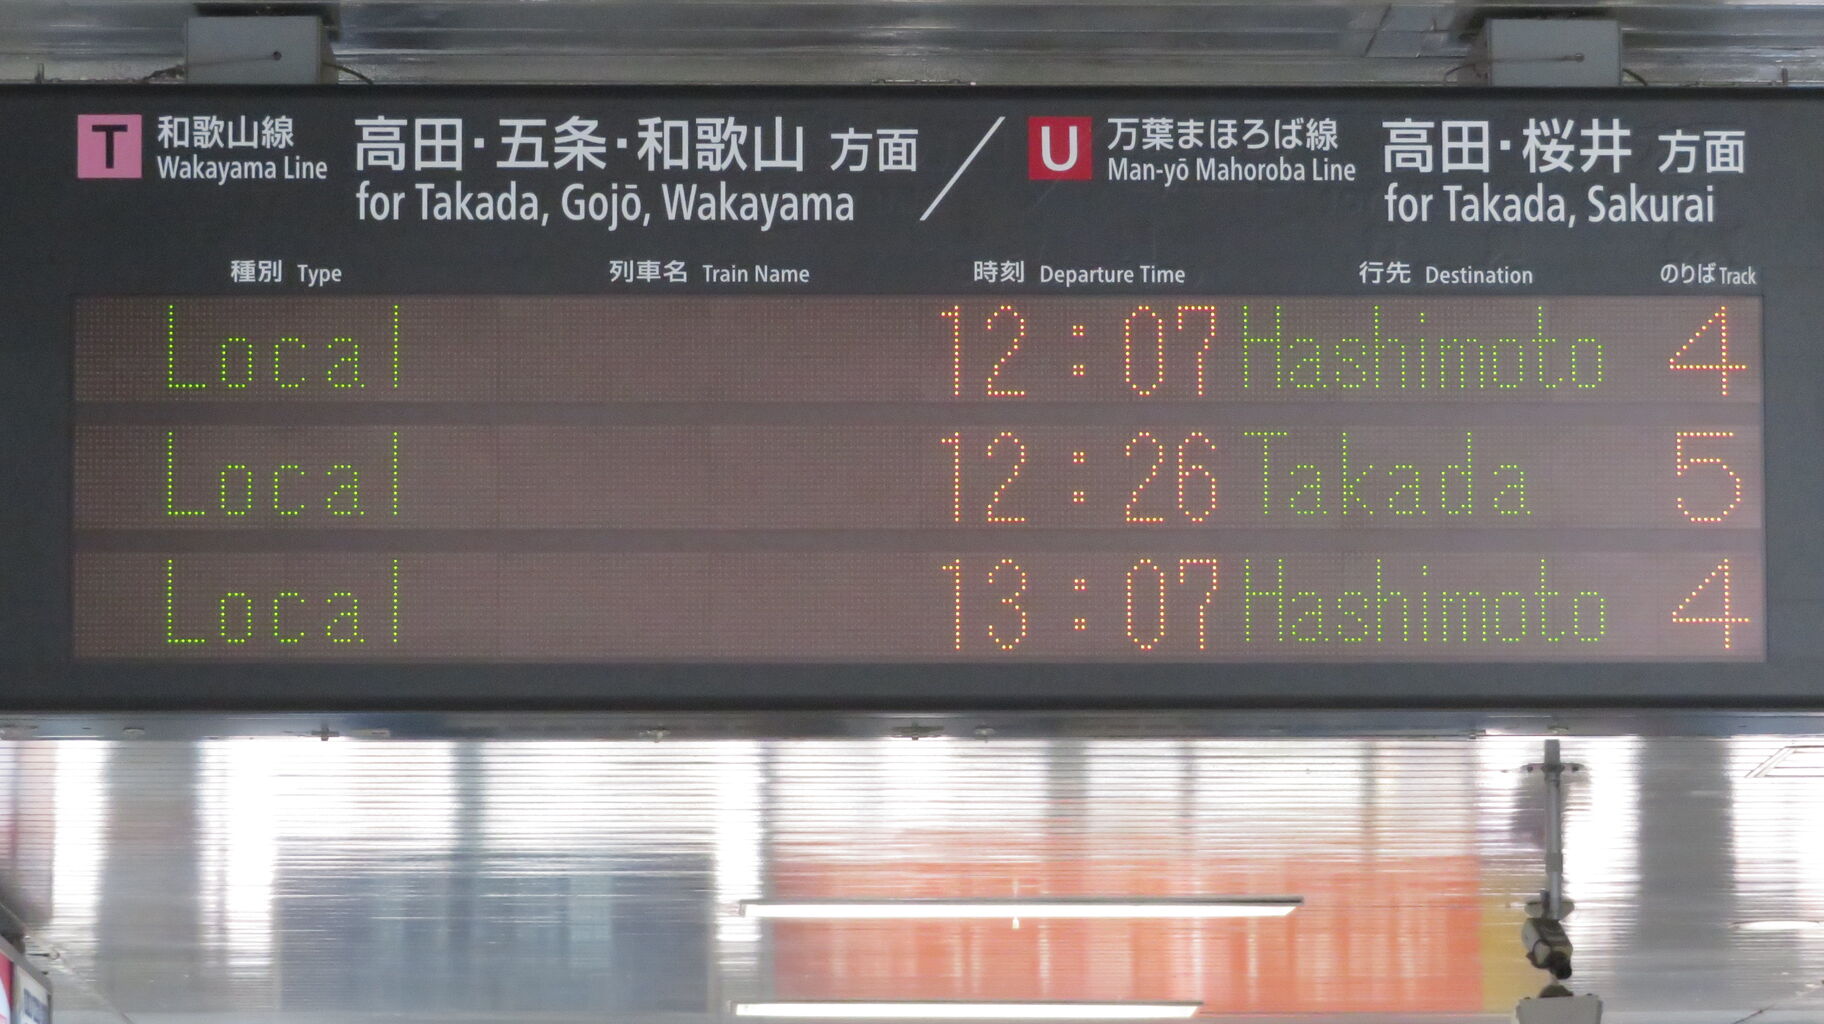 T 和歌山線 高田・五条・和歌山 方面 / U 万葉まほろば線 高田・桜井 方面
Wakayama Line for Takada, Gojō, Wakayama Man-yō Mahoroba Line for Takada, Sakurai
種別 Type 列車名 Train Name 時刻 Departure Time 行先 Destination のりば Track
Local 12:07 Hashimoto 4
Local 12:26 Takada 5
Local 13:07 Hashimoto 4